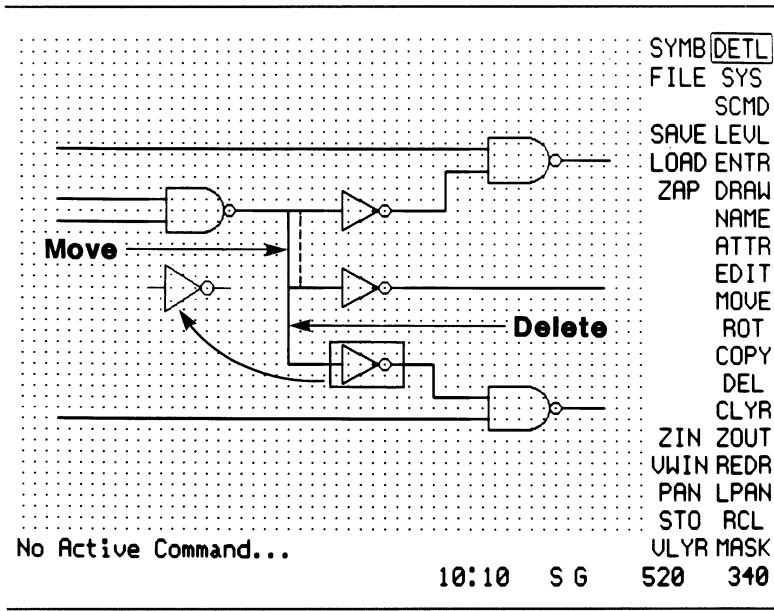 SYMB DETL
FILE SYS
SCMD
SAVE LEVL
LOAD ENTR
ZAP DRAW
NAME
ATTR
Move
EDIT
MOVE
Delete
ROT
COPY
DEL
CLYR
ZIN ZOUT
VWIN REDR
PAN LPAN
STO RCL
No Active Command...
VLYR MASK
10:10 S G 520 340